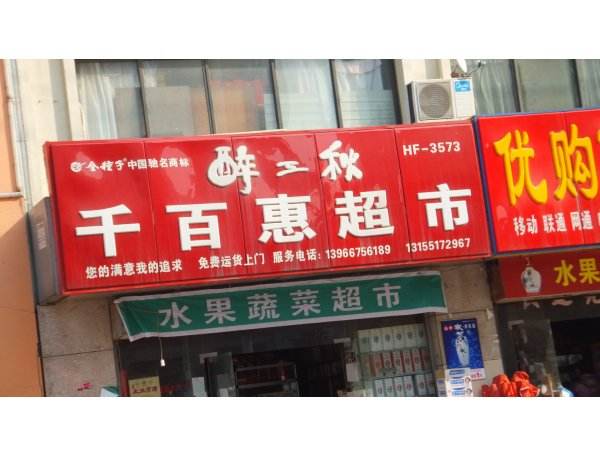 金种子 中国驰名商标
醉三秋
HF-3573
千百惠超市
您的满意我的追求 免费运货上门 服务电话: 13966756189 13155172967
水果蔬菜超市
优购
移动 联通 网通
水果